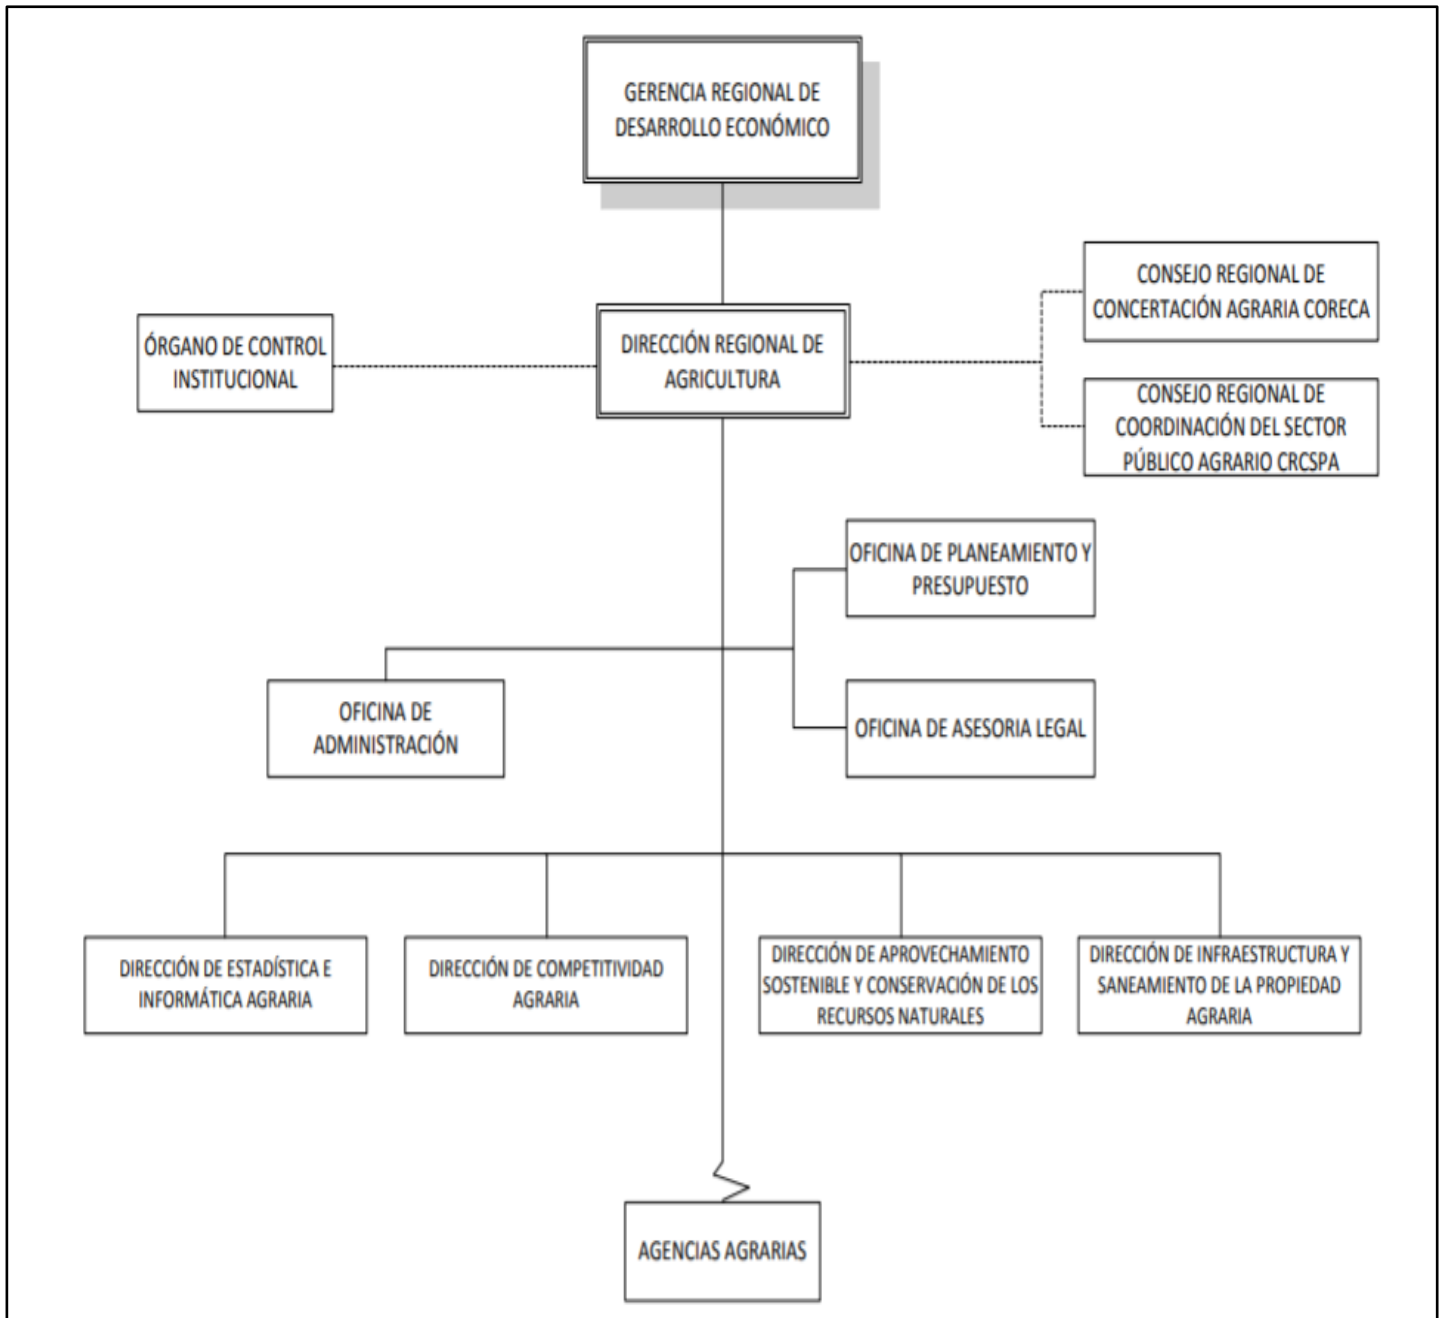 GERENCIA REGIONAL DE
DESARROLLO ECONÓMICO
CONSEJO REGIONAL DE
CONCERTACIÓN AGRARIA CORECA
ÓRGANO DE CONTROL
INSTITUCIONAL
DIRECCIÓN REGIONAL DE
AGRICULTURA
CONSEJO REGIONAL DE
COORDINACIÓN DEL SECTOR
PÚBLICO AGRARIO CRCSPA
OFICINA DE PLANEAMIENTO Y
PRESUPUESTO
OFICINA DE
ADMINISTRACIÓN
OFICINA DE ASESORIA LEGAL
DIRECCIÓN DE ESTADÍSTICA E
INFORMÁTICA AGRARIA
DIRECCIÓN DE COMPETITIVIDAD
AGRARIA
DIRECCIÓN DE APROVECHAMIENTO
SOSTENIBLE Y CONSERVACIÓN DE LOS
RECURSOS NATURALES
DIRECCIÓN DE INFRAESTRUCTURA Y
SANEAMIENTO DE LA PROPIEDAD
AGRARIA
AGENCIAS AGRARIAS